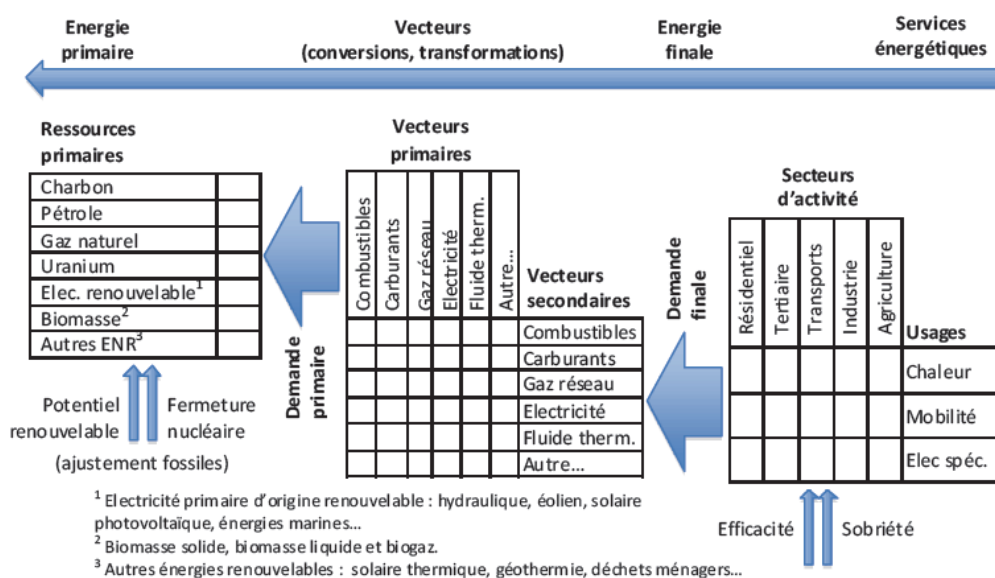 Energie
primaire
Vecteurs
(conversions, transformations)
Energie
finale
Services
énergétiques
Ressources
primaires
Charbon
Pétrole
Gaz naturel
Uranium
Elec. renouvelable¹
Biomasse²
Autres ENR³
Potentiel
renouvelable
Fermeture
nucléaire
(ajustement fossiles)
Demande
primaire
Vecteurs
primaires
Combustibles
Carburants
Gaz réseau
Electricité
Fluide therm.
Autre...
Vecteurs
secondaires
Combustibles
Carburants
Gaz réseau
Electricité
Fluide therm.
Autre...
Demande
finale
Secteurs
d'activité
Résidentiel
Tertiaire
Transports
Industrie
Agriculture
Usages
Chaleur
Mobilité
Elec spéc.
Efficacité
Sobriété
¹ Electricité primaire d'origine renouvelable : hydraulique, éolien, solaire
photovoltaïque, énergies marines...
² Biomasse solide, biomasse liquide et biogaz.
³ Autres énergies renouvelables : solaire thermique, géothermie, déchets ménagers...